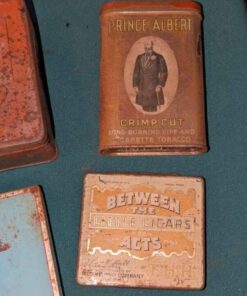 PRINCE ALBERT
CRIMP CUT
LONG BURNING PIPE AND
CIGARETTE TOBACCO
BETWEEN
THE
LITTLE CIGARS
ACTS